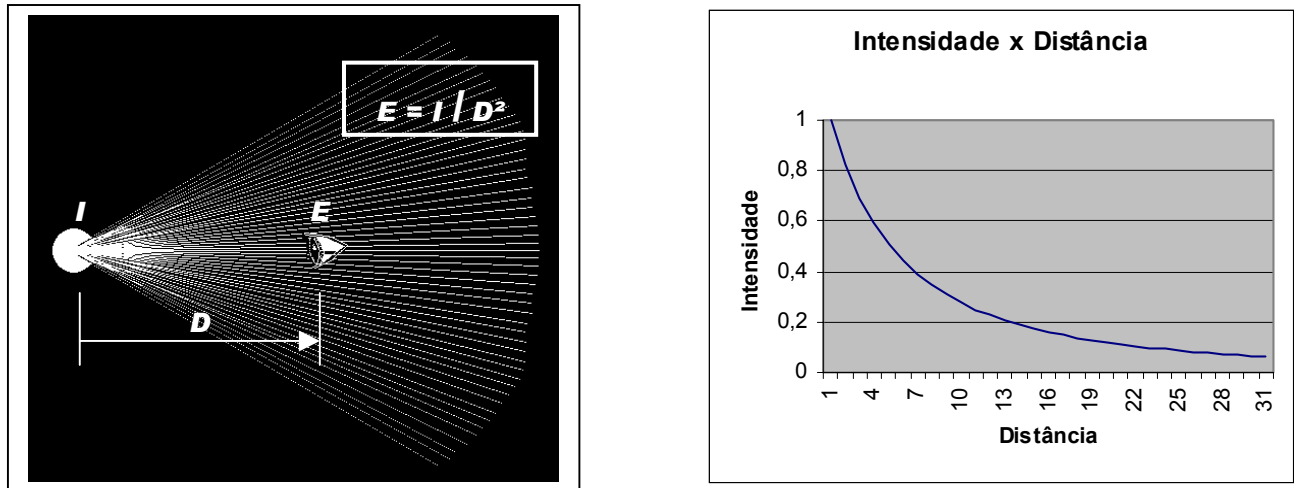 E = I / D²
I
E
D
Intensidade x Distância
Intensidade
1
0,8
0,6
0,4
0,2
0
1
4
7
10
13
16
19
22
25
28
31
Distância